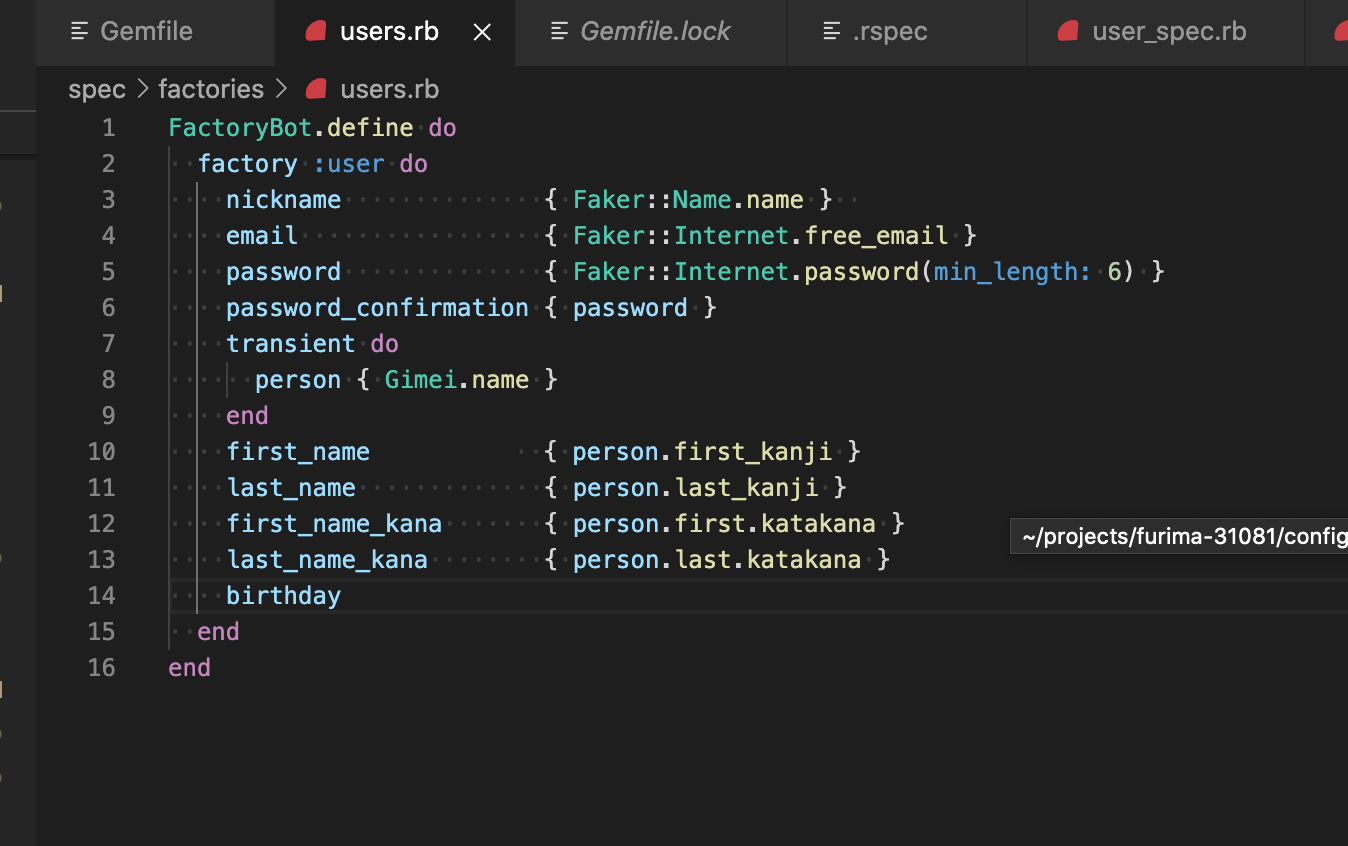 Gemfile users.rb Gemfile.lock .rspec user_spec.rb
spec > factories > users.rb
1 FactoryBot.define do
2 factory :user do
3 nickname { Faker::Name.name }
4 email { Faker::Internet.free_email }
5 password { Faker::Internet.password(min_length: 6) }
6 password_confirmation { password }
7 transient do
8 person { Gimei.name }
9 end
10 first_name { person.first_kanji }
11 last_name { person.last_kanji }
12 first_name_kana { person.first.katakana }
~/projects/furima-31081/config
13 last_name_kana { person.last.katakana }
14 birthday
15 end
16 end